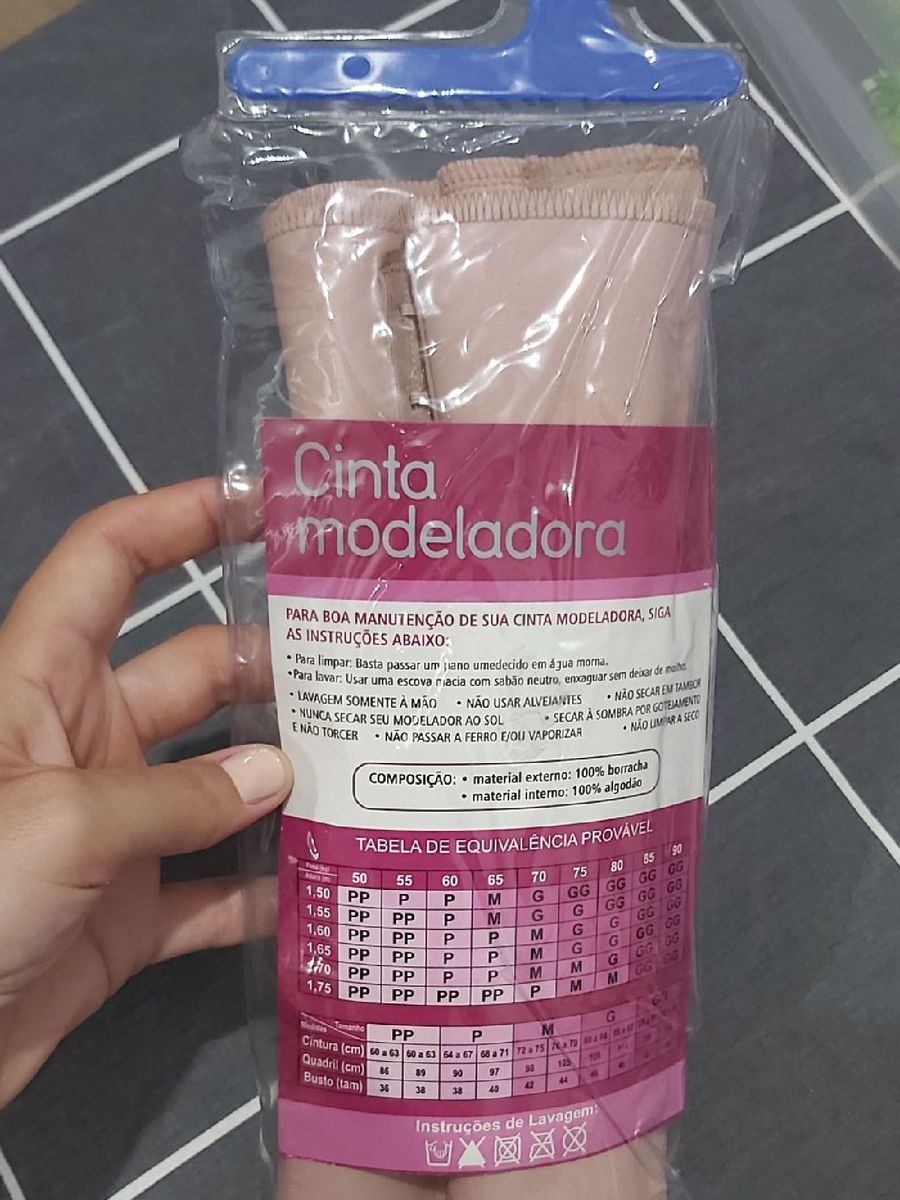 Cinta
modeladora
PARA BOA MANUTENÇÃO DE SUA CINTA MODELADORA, SIGA
AS INSTRUÇÕES ABAIXO:
• Para limpar: Basta passar um pano umedecido em água morna.
•Para lavar: Usar uma escova macia com sabão neutro, enxaguar sem deixar de molho.
• LAVAGEM SOMENTE À MÃO • NÃO USAR ALVEJANTES • NÃO SECAR EM TAMBOR
• NUNCA SECAR SEU MODELADOR AO SOL • SECAR À SOMBRA POR GOTEJAMENTO
E NÃO TORCER • NÃO PASSAR A FERRO E/OU VAPORIZAR • NÃO LIMPAR A SECO
COMPOSIÇÃO: • material externo: 100% borracha
• material interno: 100% algodão
TABELA DE EQUIVALÊNCIA PROVÁVEL
50 55 60 65 70 75 80 85 90
1,50 PP P P M G GG GG GG GG
1,55 PP PP P M G G GG GG GG
1,60 PP PP P P M G G GG GG
1,65 PP PP P P M G G GG GG
1,70 PP PP P P M M G GG GG
1,75 PP PP PP PP P M M
Medidas Tamanho PP P M G
Cintura (cm) 60 a 63 60 a 63 64 a 67 68 a 71 72 a 75 76 a 79
Quadril (cm) 86 89 90 97 98 105
Busto (tam) 36 38 38 40 42 44
Instruções de Lavagem: